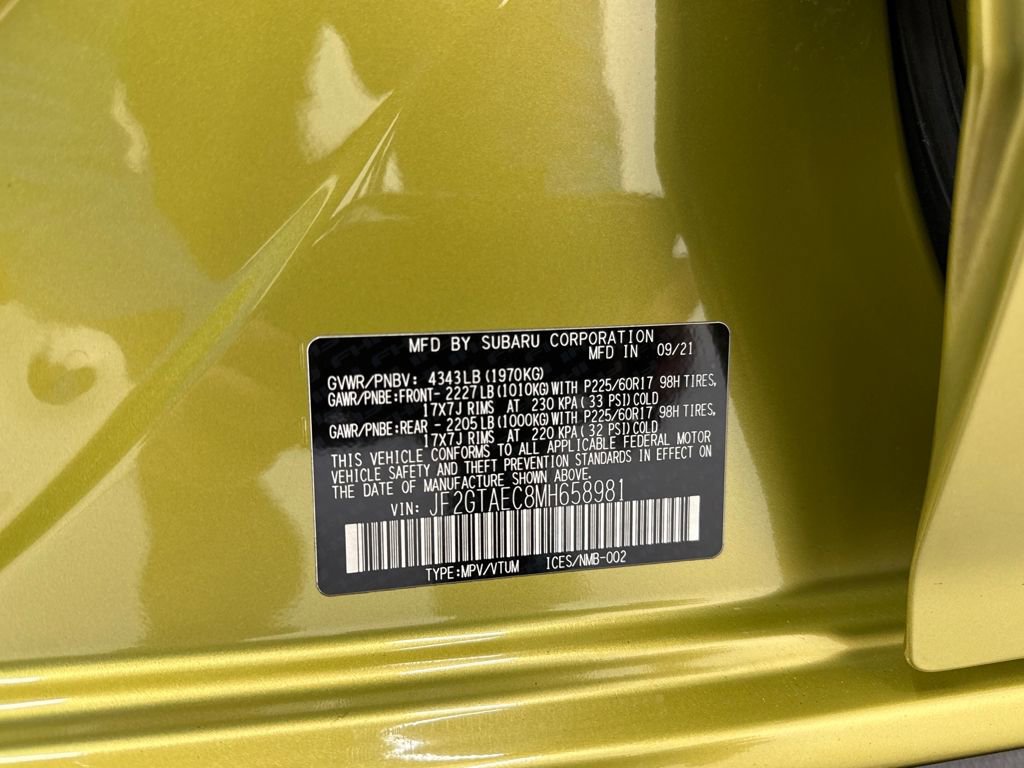 MFD BY SUBARU CORPORATION
MFD IN 09/21
GVWR/PNBV: 4343LB(1970KG)
GAWR/PNBE:FRONT- 2227LB(1010KG)WITH P225/60R17 98H TIRES,
17X7J RIMS AT 230 KPA( 33 PSI)COLD
GAWR/PNBE:REAR - 2205LB(1000KG)WITH P225/60R17 98H TIRES,
17X7J RIMS AT 220 KPA( 32 PSI)COLD
THIS VEHICLE CONFORMS TO ALL APPLICABLE FEDERAL MOTOR
VEHICLE SAFETY AND THEFT PREVENTION STANDARDS IN EFFECT ON
THE DATE OF MANUFACTURE SHOWN ABOVE.
VIN: JF2GTAEC8MH658981
TYPE:MPV/VTUM ICES/NMB-002